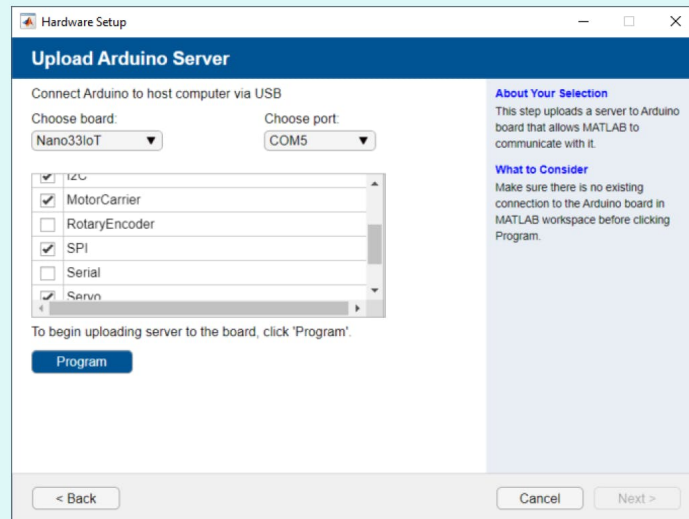 Hardware Setup
Upload Arduino Server
Connect Arduino to host computer via USB
Choose board:
Choose port:
Nano33IoT
COM5
I2C
MotorCarrier
RotaryEncoder
SPI
Serial
Servo
To begin uploading server to the board, click 'Program'.
Program
About Your Selection
This step uploads a server to Arduino
board that allows MATLAB to
communicate with it.
What to Consider
Make sure there is no existing
connection to the Arduino board in
MATLAB workspace before clicking
Program.
< Back
Cancel
Next >